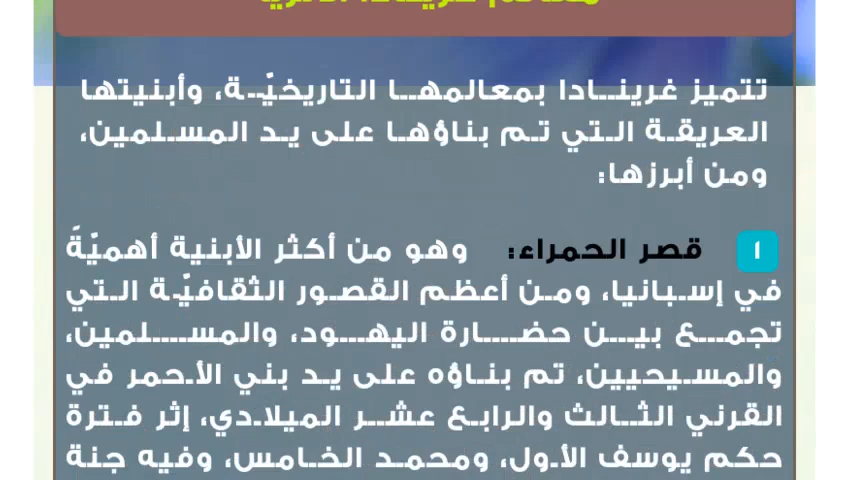 تتميز غرينادا بمعالمها التاريخيّة، وأبنيتها
العريقة التي تم بناؤها على يد المسلمين،
ومن أبرزها:
١ قصر الحمراء: وهو من أكثر الأبنية أهميّةً
في إسبانيا، ومن أعظم القصور الثقافيّة التي
تجمع بين حضارة اليهود، والمسلمين،
والمسيحيين، تم بناؤه على يد بني الأحمر في
القرني الثالث والرابع عشر الميلادي، إثر فترة
حكم يوسف الأول، ومحمد الخامس، وفيه جنة